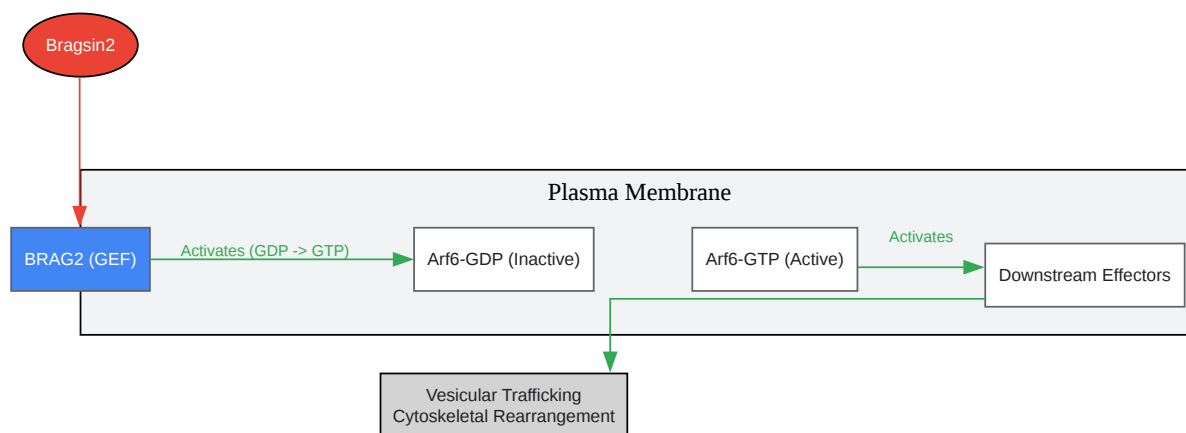 Bragsin2
Plasma Membrane
BRAG2 (GEF)
Activates (GDP -> GTP)
Arf6-GDP (Inactive)
Arf6-GTP (Active)
Activates
Downstream Effectors
Vesicular Trafficking
Cytoskeletal Rearrangement